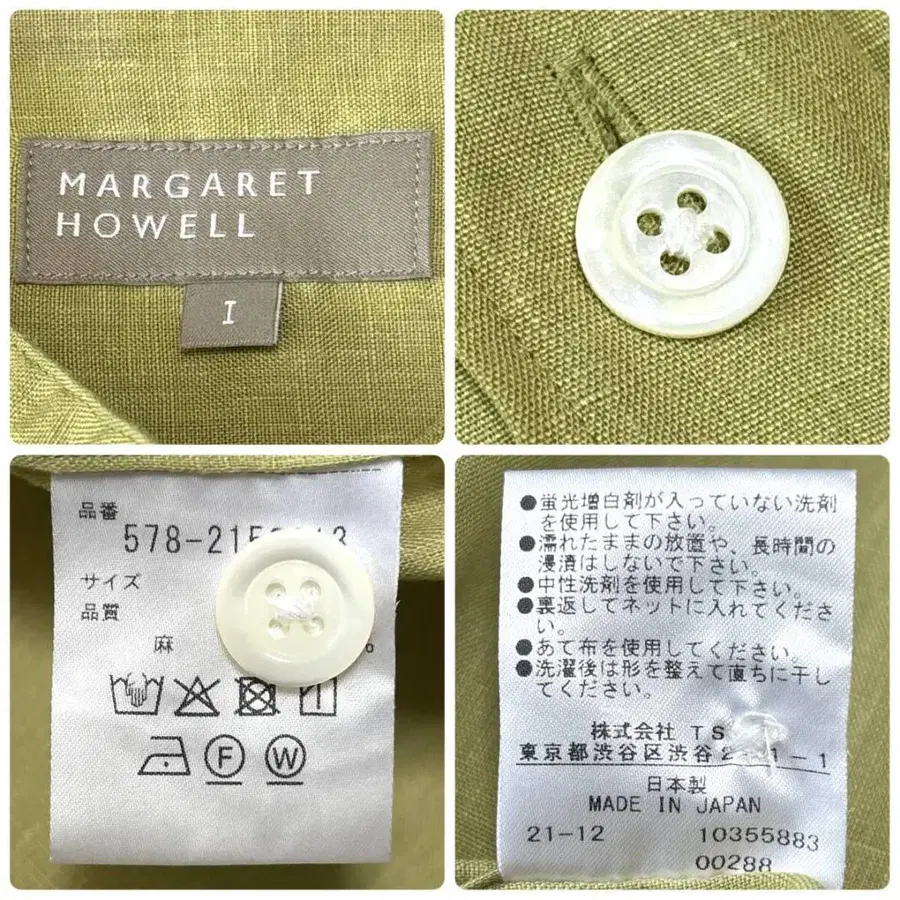 MARGARET
HOWELL
I
品番
578-215
サイズ
品質
麻
F
W
●蛍光増白剤が入っていない洗剤
を使用して下さい。
●濡れたままの放置や、長時間の
浸漬はしないで下さい。
●中性洗剤を使用して下さい。
●裏返してネットに入れてくださ
い。
●あて布を使用してください。
●洗濯後は形を整えて直ちに干し
てください。
株式会社 TS
東京都渋谷区渋谷2-1-1
日本製
MADE IN JAPAN
21-12 10355883
00288